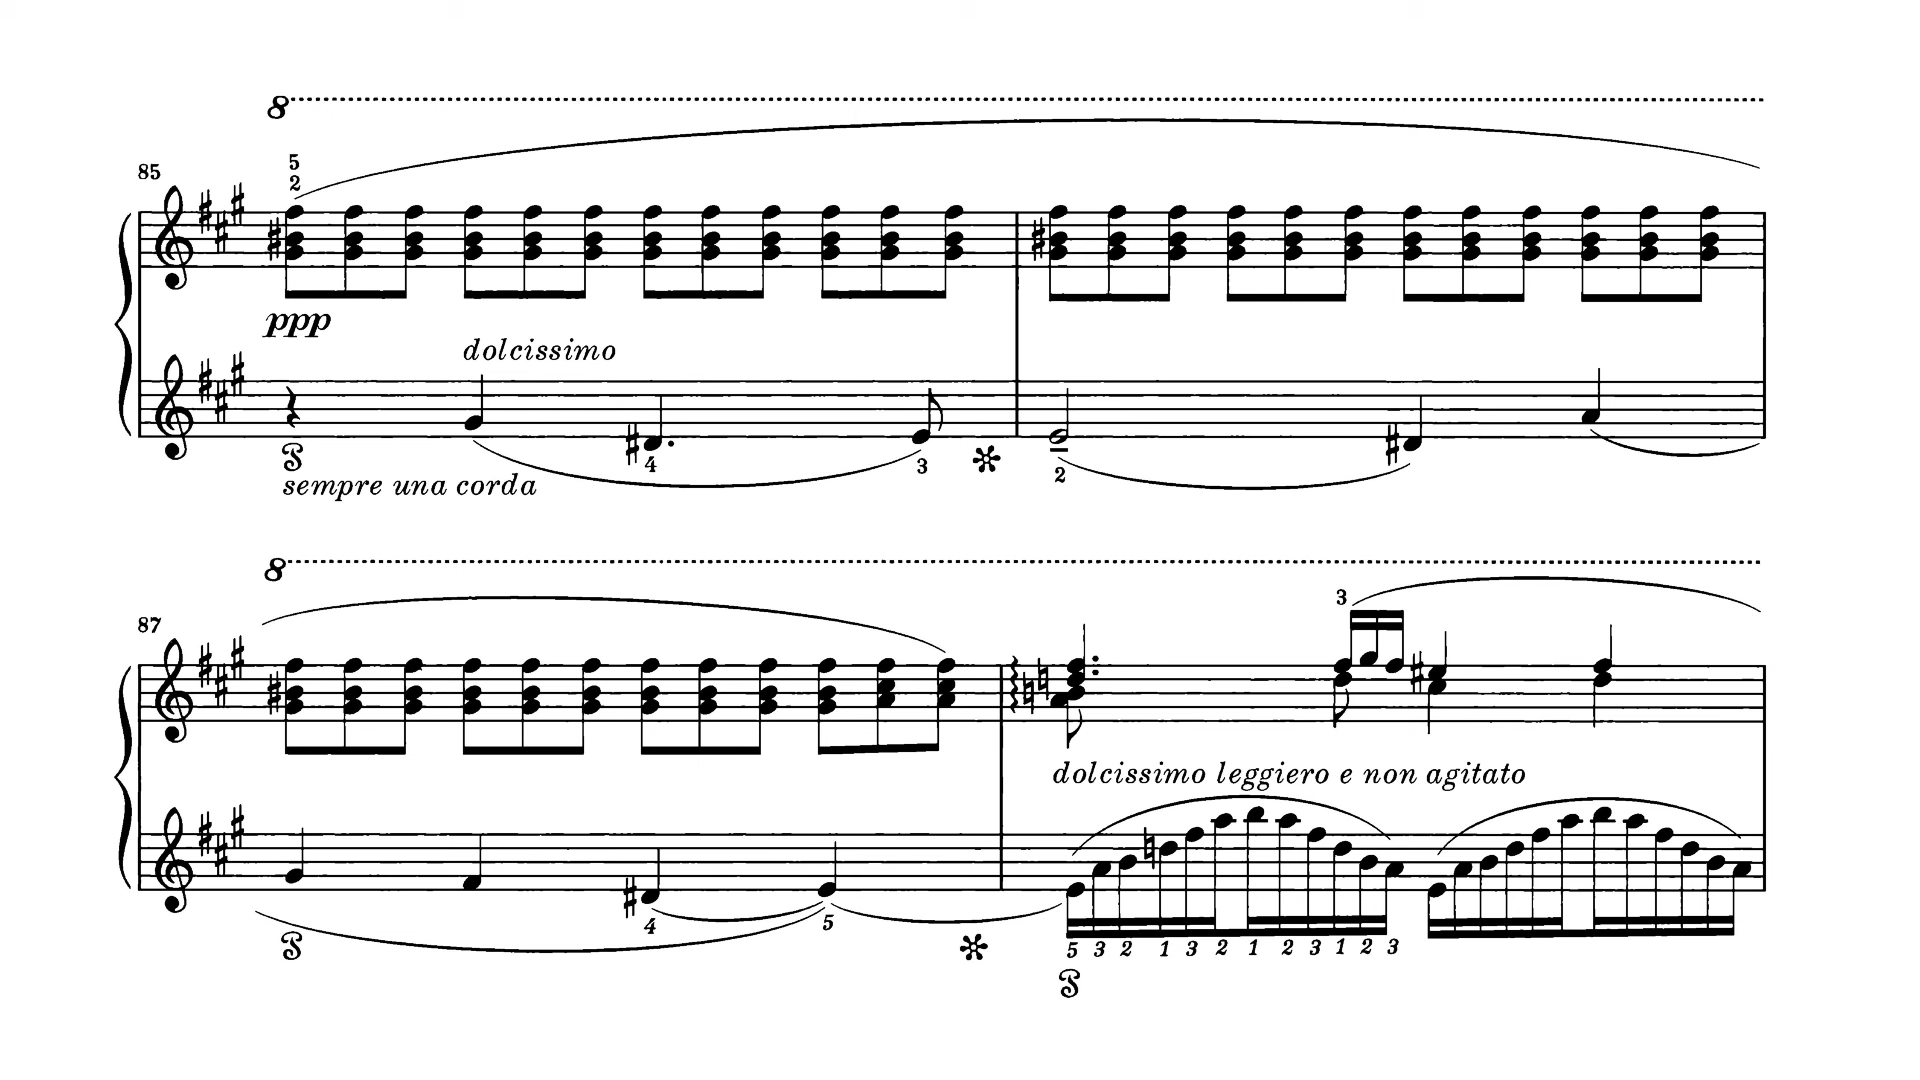 8
5
2
85
ppp
dolcissimo
4 3 2
sempre una corda
8
3
87
dolcissimo leggiero e non agitato
4 5 5 3 2 1 3 2 1 2 3 1 2 3